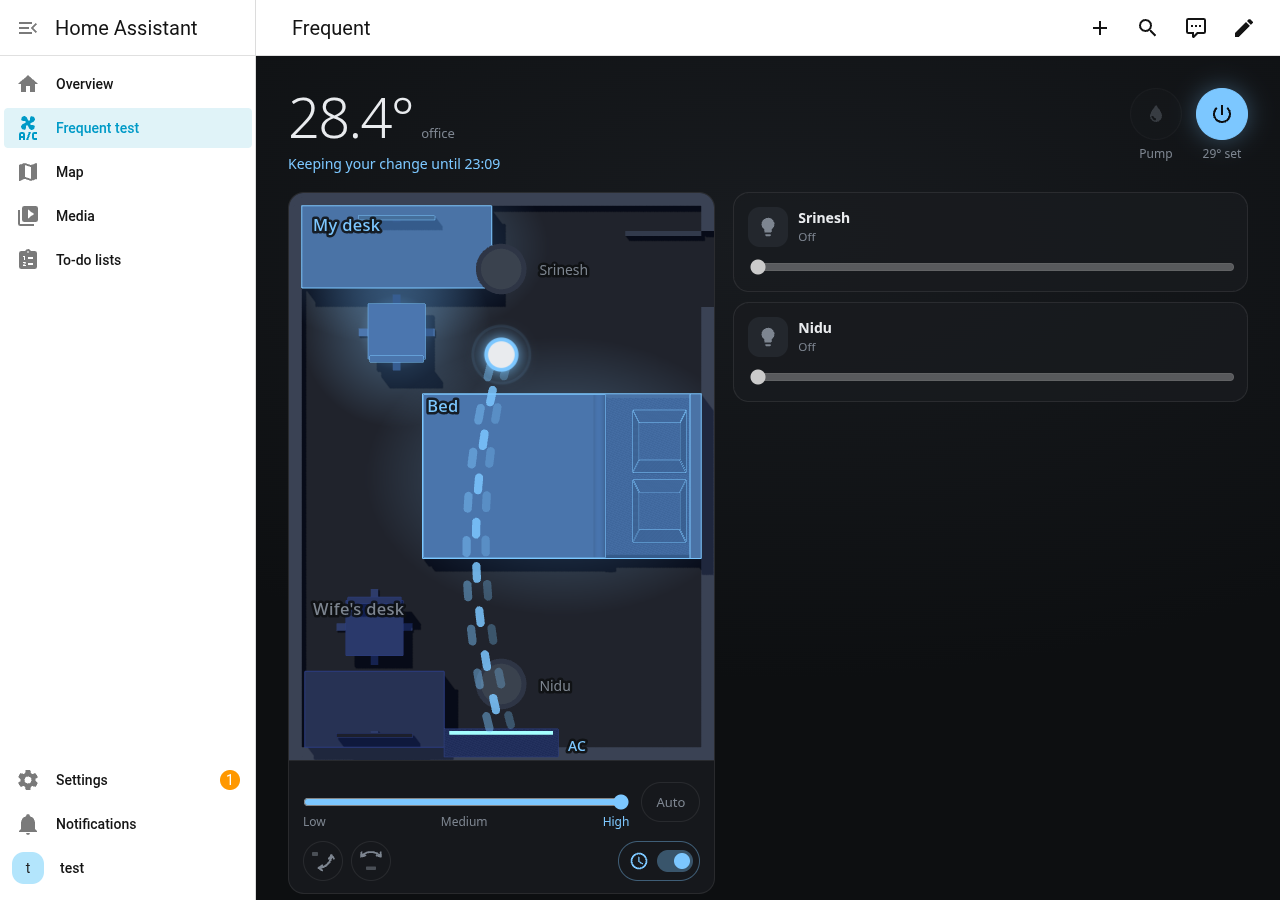 Home Assistant
Frequent
Overview
A/C
Frequent test
Map
Media
To-do lists
Settings
1
Notifications
t
test
28.4°
office
Keeping your change until 23:09
Pump
29° set
My desk
Srinesh
Bed
Wife's desk
Nidu
AC
Low
Medium
High
Auto
Srinesh
Off
Nidu
Off